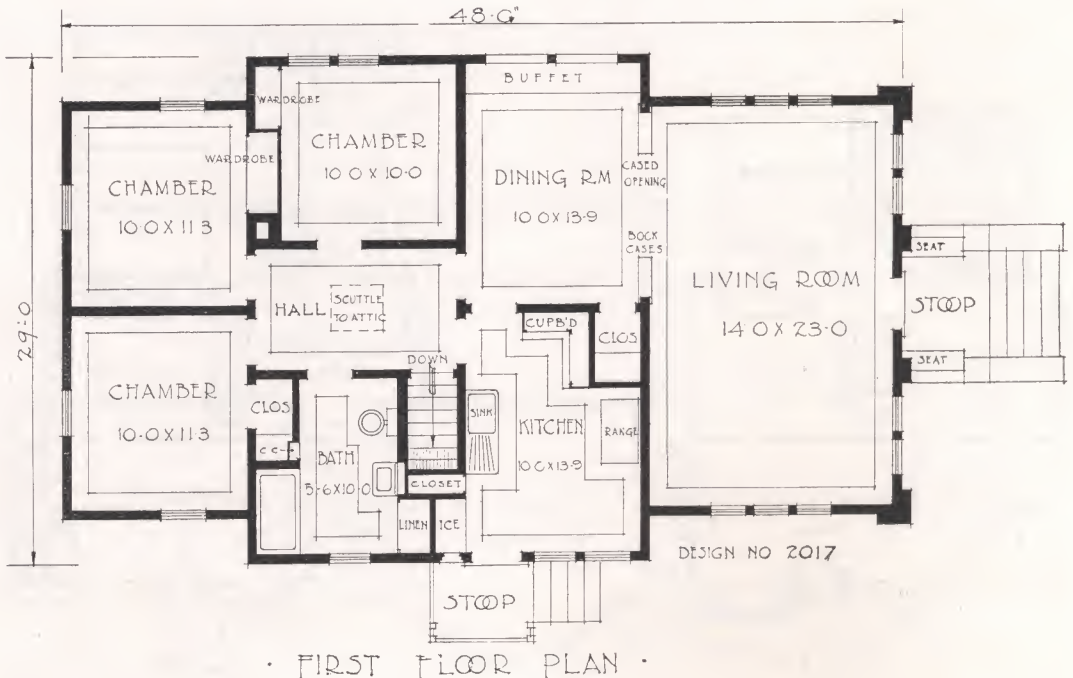 48-6"
BUFFET
WARDROBE
CHAMBER
10-0 X 10-0
DINING RM
10-0 X 13-9
CASED
OPENING
WARDROBE
CHAMBER
10-0 X 11-3
BOOK
CASES
LIVING ROOM
14-0 X 23-0
SEAT
STOOP
SEAT
29-0
HALL
SCUTTLE
TO ATTIC
CUPB'D
CLOS
DOWN
CHAMBER
10-0 X 11-3
CLOS
C C
SINK
KITCHEN
10-0 X 13-9
RANGE
BATH
5-6 X 10-0
CLOSET
LINEN
ICE
DESIGN NO 2017
STOOP
· FIRST FLOOR PLAN ·